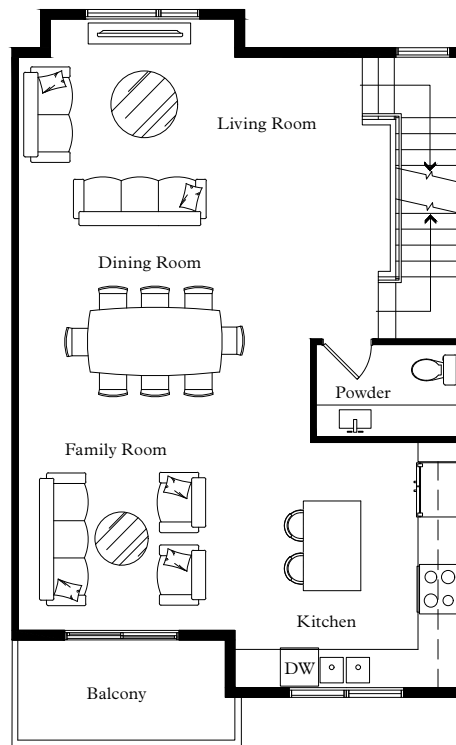 Living Room
Dining Room
Powder
Family Room
Kitchen
DW
Balcony